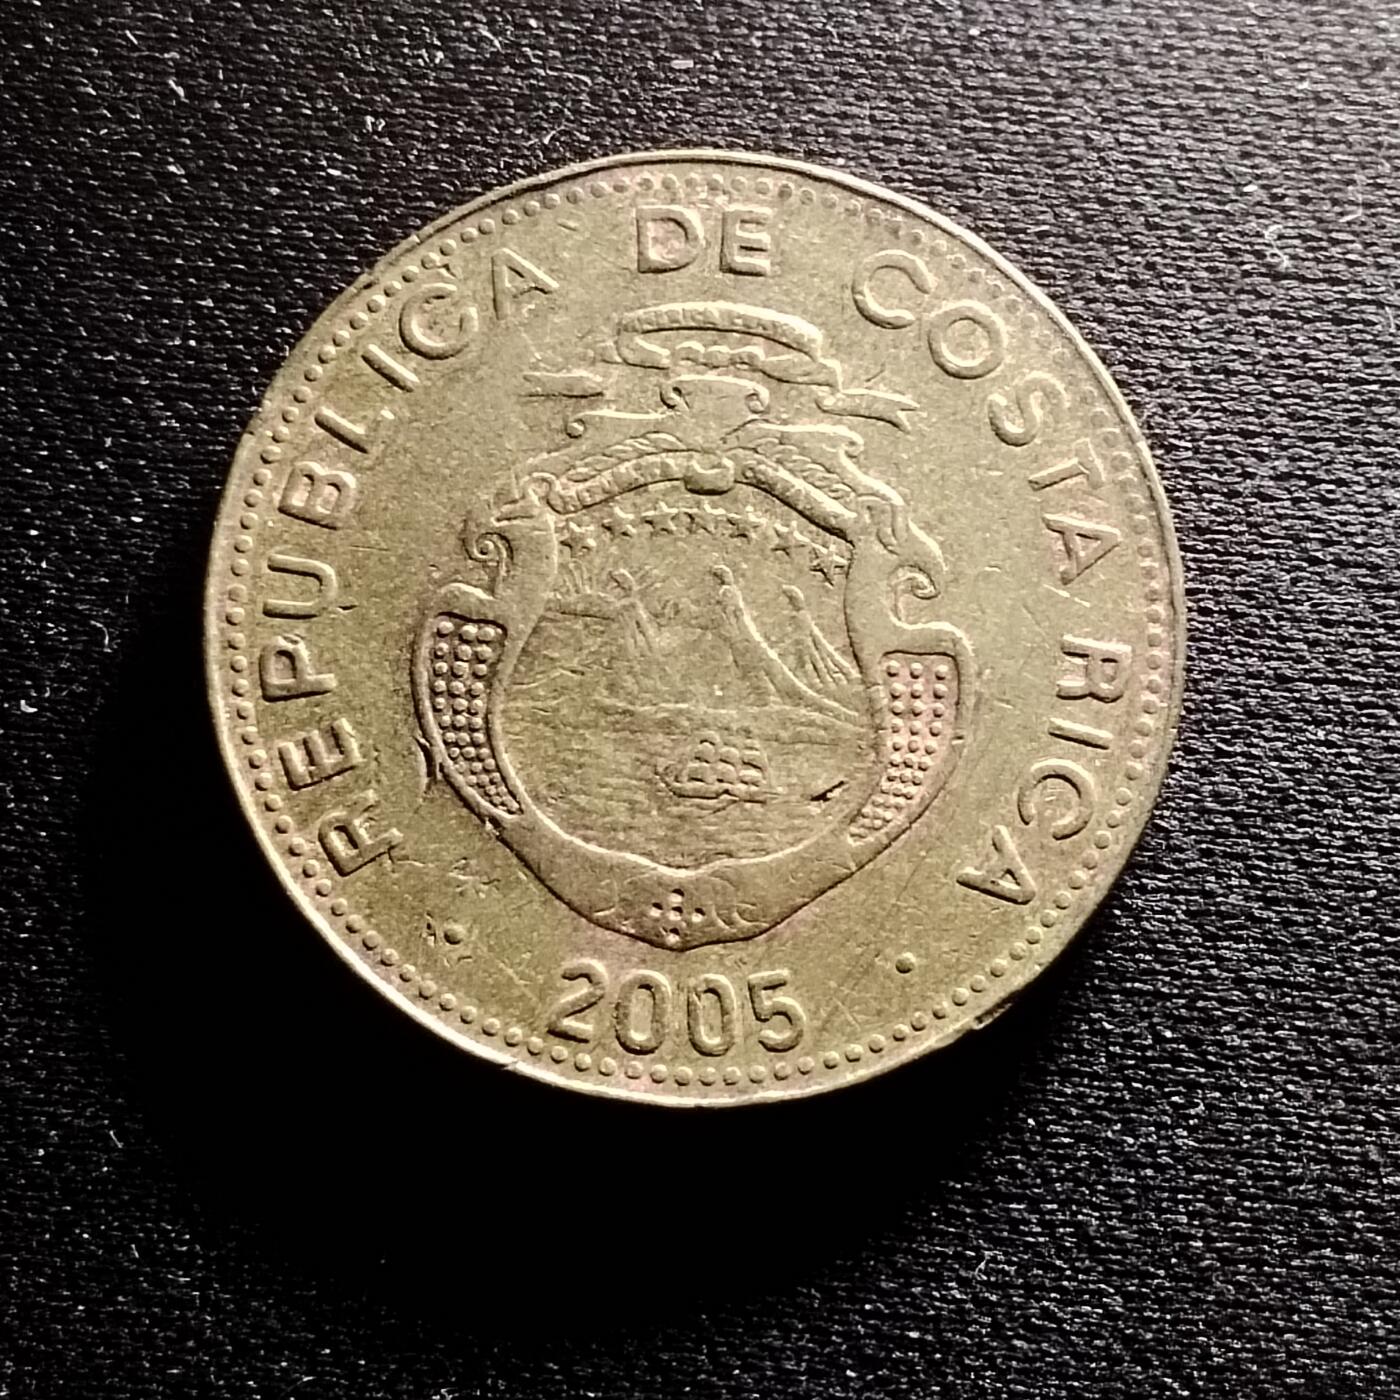 REPUBLICA DE COSTA RICA
2005